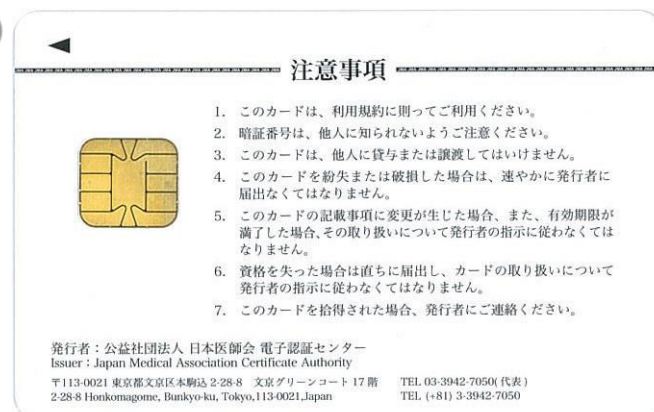 注意事項
1. このカードは、利用規約に則ってご利用ください。
2. 暗証番号は、他人に知られないようご注意ください。
3. このカードは、他人に貸与または譲渡してはいけません。
4. このカードを紛失または破損した場合は、速やかに発行者に
届出なくてはなりません。
5. このカードの記載事項に変更が生じた場合、また、有効期限が
満了した場合、その取り扱いについて発行者の指示に従わなくては
なりません。
6. 資格を失った場合は直ちに届出し、カードの取り扱いについて
発行者の指示に従わなくてはなりません。
7. このカードを拾得された場合、発行者にご連絡ください。
発行者：公益社団法人 日本医師会 電子認証センター
Issuer : Japan Medical Association Certificate Authority
〒113-0021 東京都文京区本駒込 2-28-8 文京グリーンコート 17 階 TEL 03-3942-7050( 代表 )
2-28-8 Honkomagome, Bunkyo-ku, Tokyo,113-0021,Japan TEL (+81) 3-3942-7050